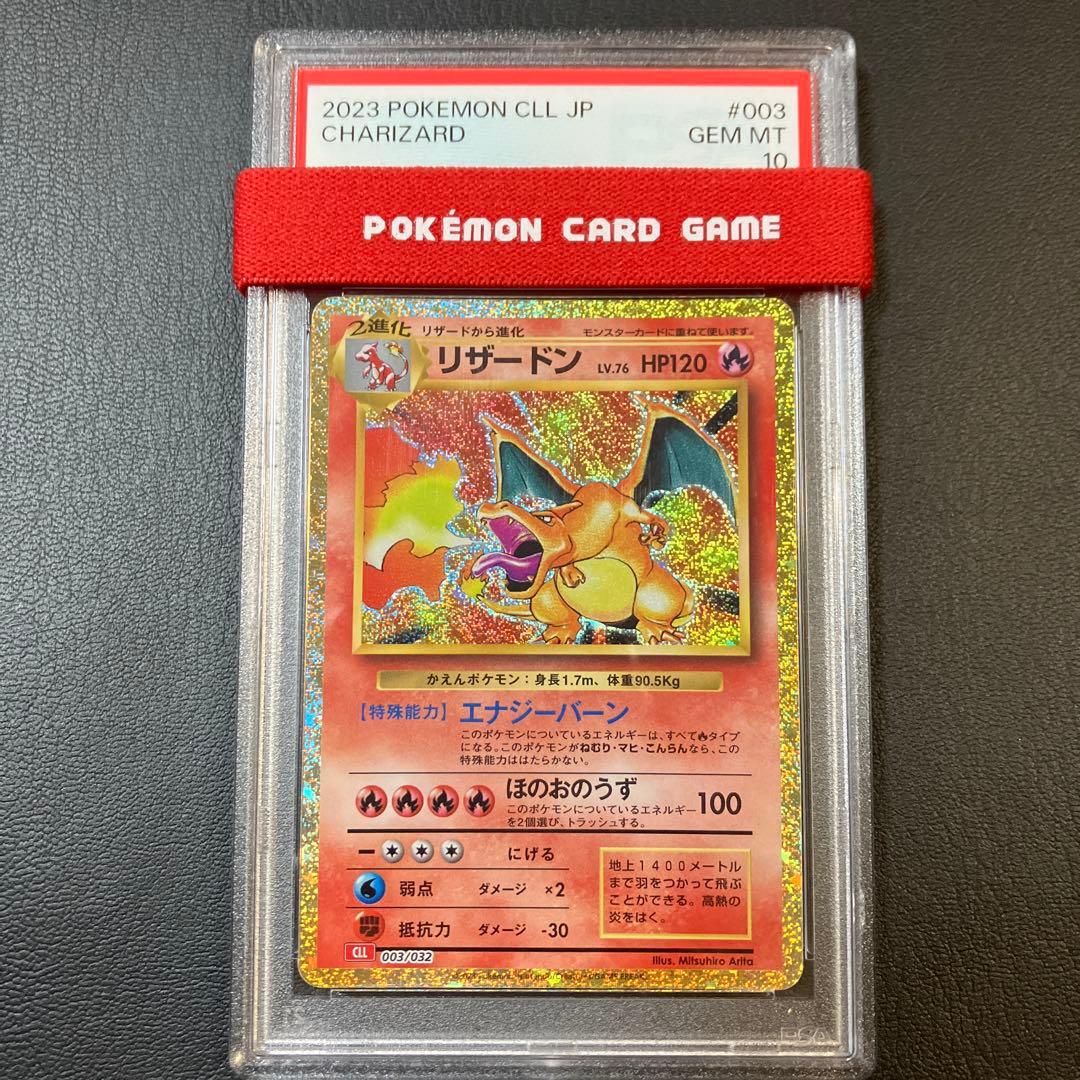 2023 POKEMON CLL JP #003
CHARIZARD GEM MT
10
POKÉMON CARD GAME
2進化 リザードから進化 モンスターカードに重ねて使います。
リザードン LV.76 HP120
かえんポケモン：身長1.7m、体重90.5Kg
【特殊能力】エナジーバーン
このポケモンについているエネルギーは、すべてタイプ
になる。このポケモンがねむり・マヒ・こんらんなら、この
特殊能力ははたらかない。
ほのおのうず 100
このポケモンについているエネルギー
を2個選び、トラッシュする。
ー にげる
弱点 ダメージ ×2
抵抗力 ダメージ -30
地上1400メートル
まで羽をつかって飛ぶ
ことができる。高熱の
炎をはく。
CLL 003/032
Illus. Mitsuhiro Arita
PSA